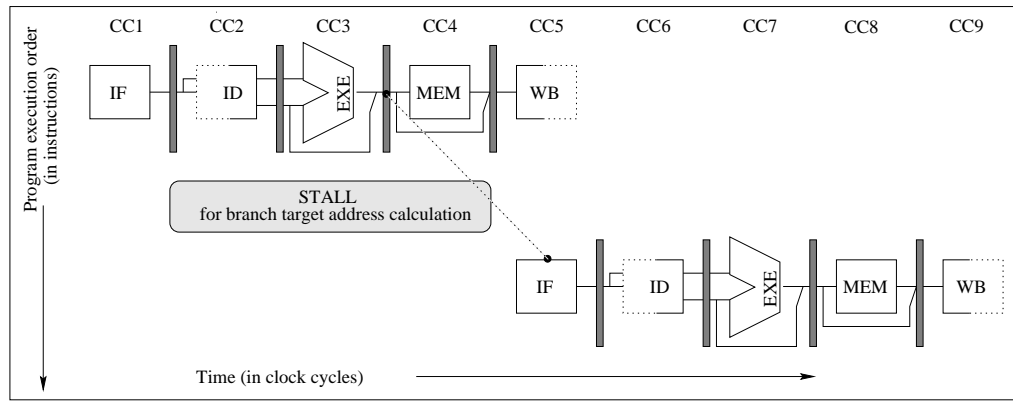 CC1 CC2 CC3 CC4 CC5 CC6 CC7 CC8 CC9
Program execution order
(in instructions)
IF ID EXE MEM WB
STALL
for branch target address calculation
IF ID EXE MEM WB
Time (in clock cycles)